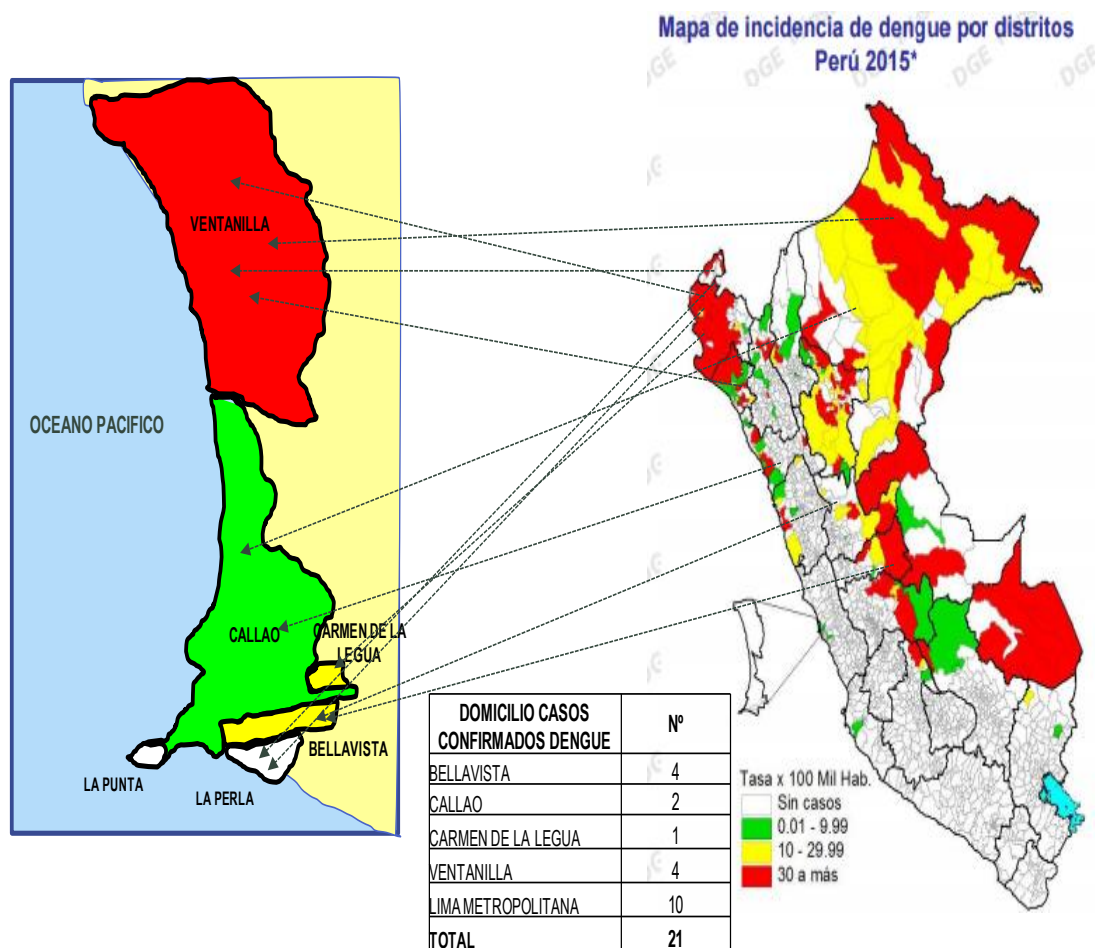 Mapa de incidencia de dengue por distritos
Perú 2015*
VENTANILLA
OCEANO PACIFICO
CALLAO
CARMEN DE LA
LEGUA
BELLAVISTA
LA PUNTA
LA PERLA
DOMICILIO CASOS
CONFIRMADOS DENGUE
Nº
BELLAVISTA 4
CALLAO 2
CARMEN DE LA LEGUA 1
VENTANILLA 4
LIMA METROPOLITANA 10
TOTAL 21
Tasa x 100 Mil Hab.
Sin casos
0.01 - 9.99
10 - 29.99
30 a más
DGE
DGE
DGE